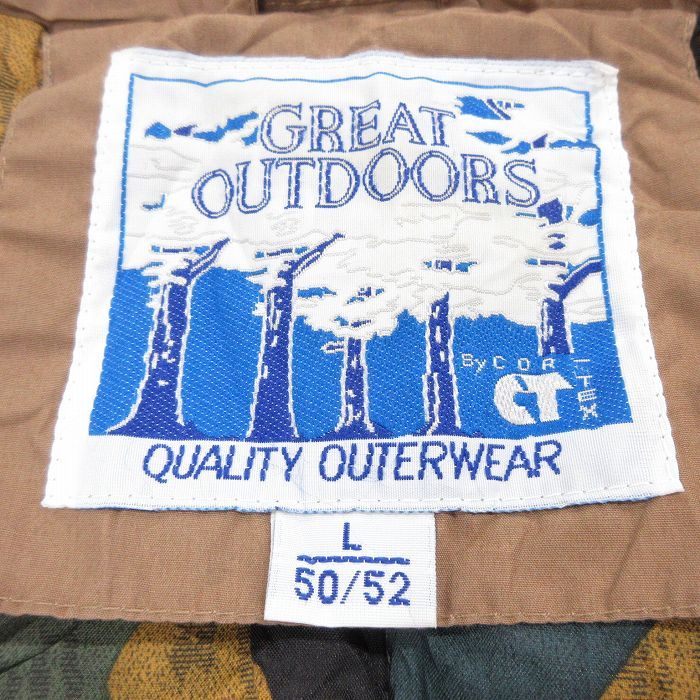 GREAT
OUTDOORS
By COR-TEX
CT
QUALITY OUTERWEAR
L
50/52